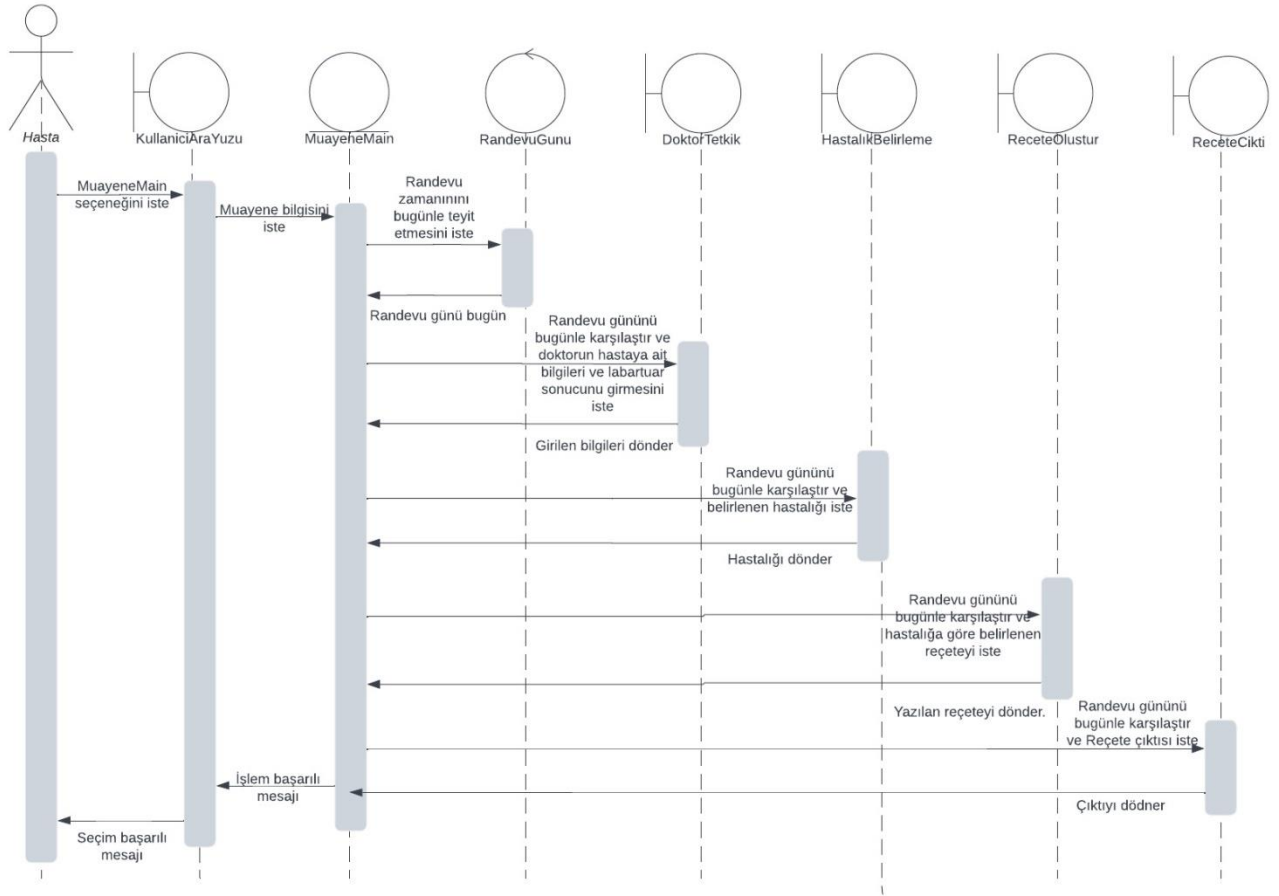 Hasta
KullaniciAraYuzu
MuayeneMain
RandevuGunu
DoktorTetkik
HastalıkBelirleme
ReceteOlustur
ReceteCikti
MuayeneMain
seçeneğini iste
Muayene bilgisini
iste
Randevu
zamanınını
bugünle teyit
etmesini iste
Randevu günü bugün
Randevu gününü
bugünle karşılaştır ve
doktorun hastaya ait
bilgileri ve labartuar
sonucunu girmesini
iste
Girilen bilgileri dönder
Randevu gününü
bugünle karşılaştır ve
belirlenen hastalığı iste
Hastalığı dönder
Randevu gününü
bugünle karşılaştır ve
hastalığa göre belirlenen
reçeteyi iste
Yazılan reçeteyi dönder.
Randevu gününü
bugünle karşılaştır
ve Reçete çıktısı iste
Çıktıyı dödner
İşlem başarılı
mesajı
Seçim başarılı
mesajı